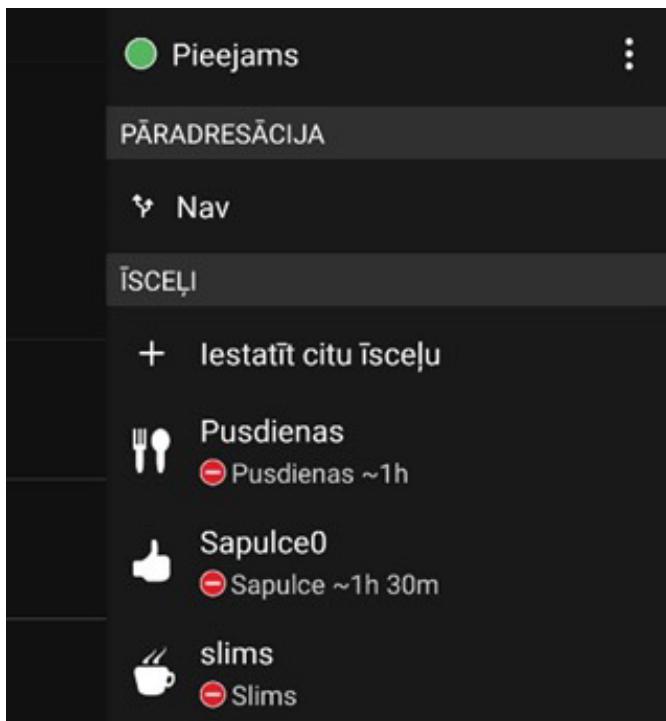 Pieejams
PĀRADRESĀCIJA
Nav
ĪSCEĻI
Iestatīt citu īsceļu
Pusdienas
Pusdienas ~1h
Sapulce0
Sapulce ~1h 30m
slims
Slims